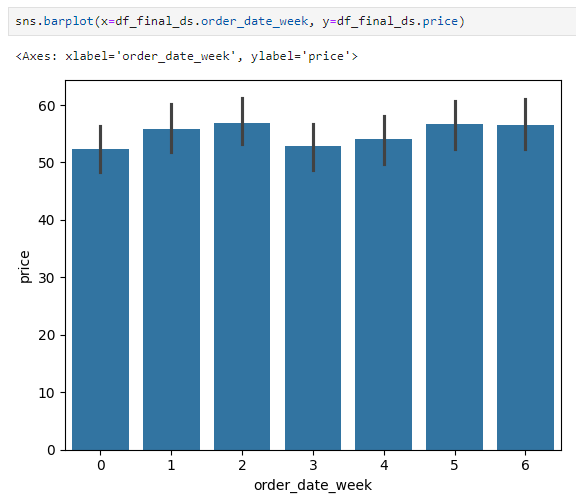 sns.barplot(x=df_final_ds.order_date_week, y=df_final_ds.price)
<Axes: xlabel='order_date_week', ylabel='price'>
60
50
40
30
20
10
0
price
0 1 2 3 4 5 6
order_date_week